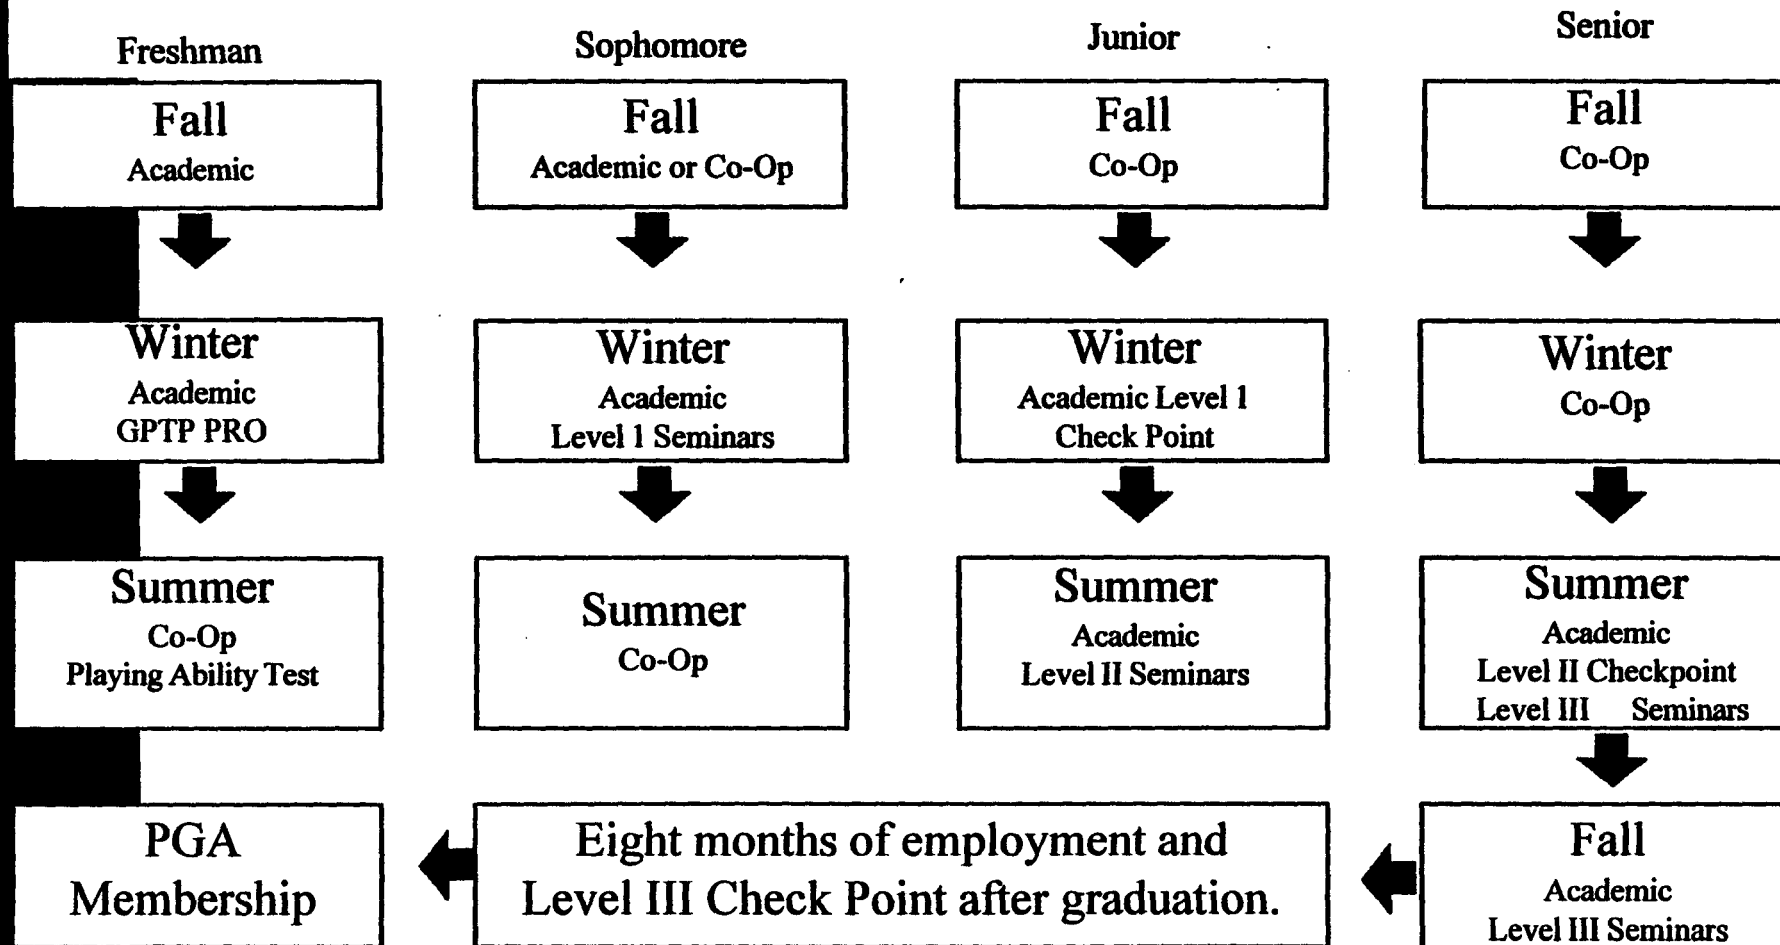 Freshman
Sophomore
Junior
Senior
Fall
Academic
Fall
Academic or Co-Op
Fall
Co-Op
Fall
Co-Op
Winter
Academic
GPTP PRO
Winter
Academic
Level 1 Seminars
Winter
Academic Level 1
Check Point
Winter
Co-Op
Summer
Co-Op
Playing Ability Test
Summer
Co-Op
Summer
Academic
Level II Seminars
Summer
Academic
Level II Checkpoint
Level III Seminars
PGA
Membership
Eight months of employment and
Level III Check Point after graduation.
Fall
Academic
Level III Seminars